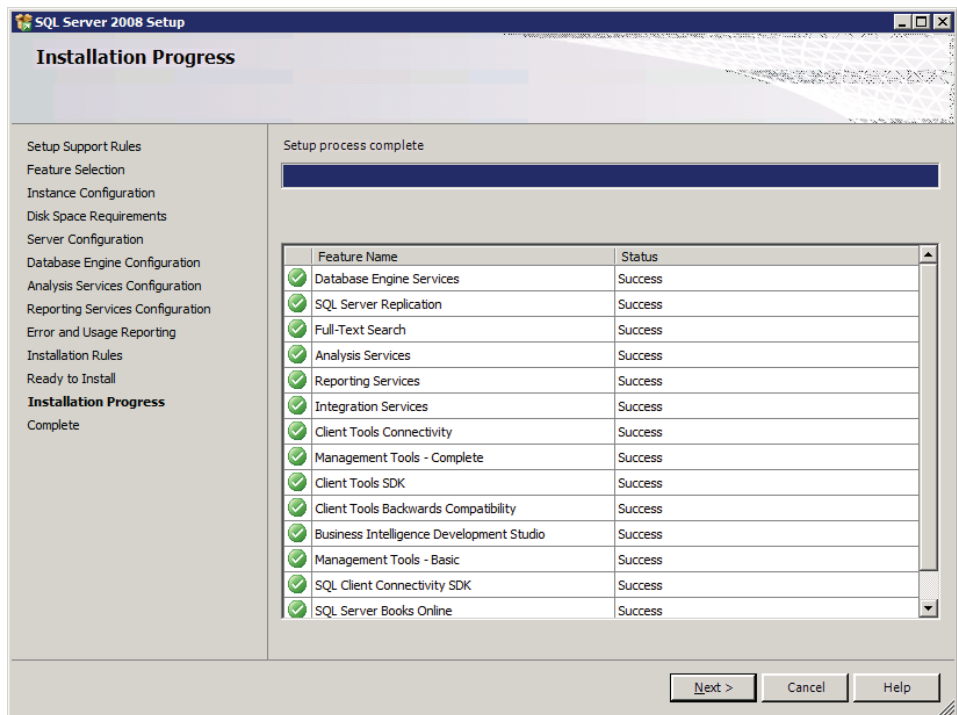 SQL Server 2008 Setup
Installation Progress
Setup Support Rules
Feature Selection
Instance Configuration
Disk Space Requirements
Server Configuration
Database Engine Configuration
Analysis Services Configuration
Reporting Services Configuration
Error and Usage Reporting
Installation Rules
Ready to Install
Installation Progress
Complete
Setup process complete
Feature Name Status
Database Engine Services Success
SQL Server Replication Success
Full-Text Search Success
Analysis Services Success
Reporting Services Success
Integration Services Success
Client Tools Connectivity Success
Management Tools - Complete Success
Client Tools SDK Success
Client Tools Backwards Compatibility Success
Business Intelligence Development Studio Success
Management Tools - Basic Success
SQL Client Connectivity SDK Success
SQL Server Books Online Success
Next > Cancel Help